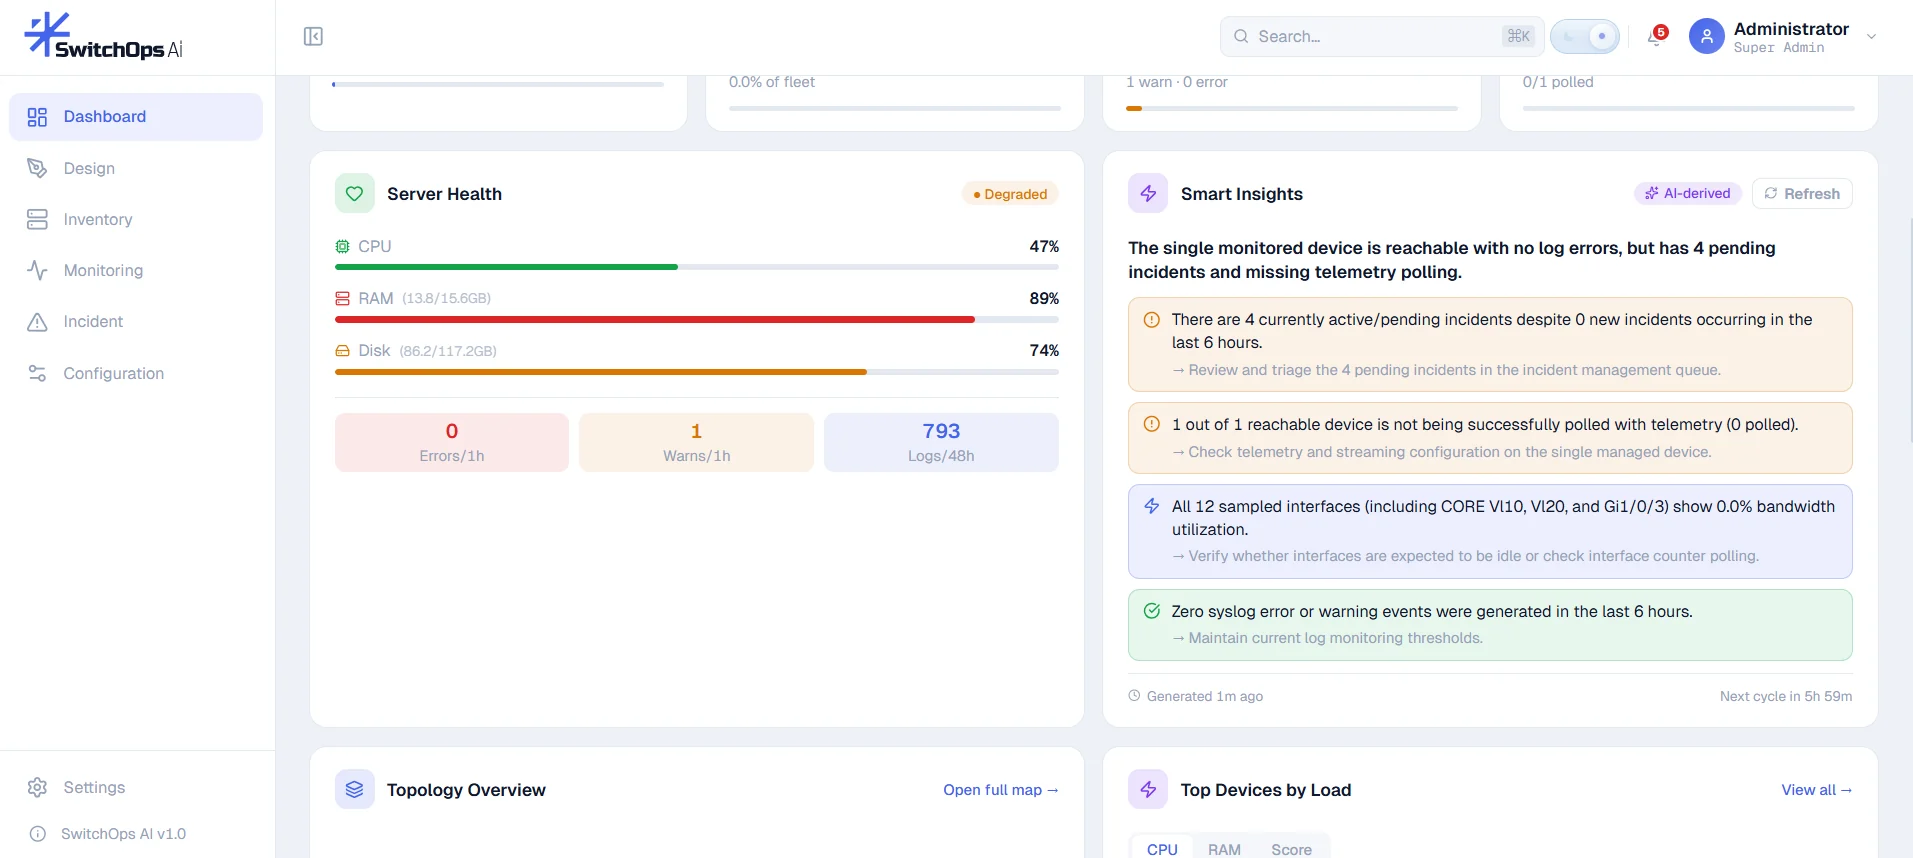 SwitchOps Ai
Search...
⌘K
5
Administrator
Super Admin
Dashboard
Design
Inventory
Monitoring
Incident
Configuration
Settings
SwitchOps AI v1.0
0.0% of fleet
1 warn · 0 error
0/1 polled
Server Health
Degraded
CPU
47%
RAM (13.8/15.6GB)
89%
Disk (86.2/117.2GB)
74%
0
Errors/1h
1
Warns/1h
793
Logs/48h
Smart Insights
AI-derived
Refresh
The single monitored device is reachable with no log errors, but has 4 pending
incidents and missing telemetry polling.
There are 4 currently active/pending incidents despite 0 new incidents occurring in the
last 6 hours.
→ Review and triage the 4 pending incidents in the incident management queue.
1 out of 1 reachable device is not being successfully polled with telemetry (0 polled).
→ Check telemetry and streaming configuration on the single managed device.
All 12 sampled interfaces (including CORE Vl10, Vl20, and Gi1/0/3) show 0.0% bandwidth
utilization.
→ Verify whether interfaces are expected to be idle or check interface counter polling.
Zero syslog error or warning events were generated in the last 6 hours.
→ Maintain current log monitoring thresholds.
Generated 1m ago
Next cycle in 5h 59m
Topology Overview
Open full map →
Top Devices by Load
View all →
CPU
RAM
Score